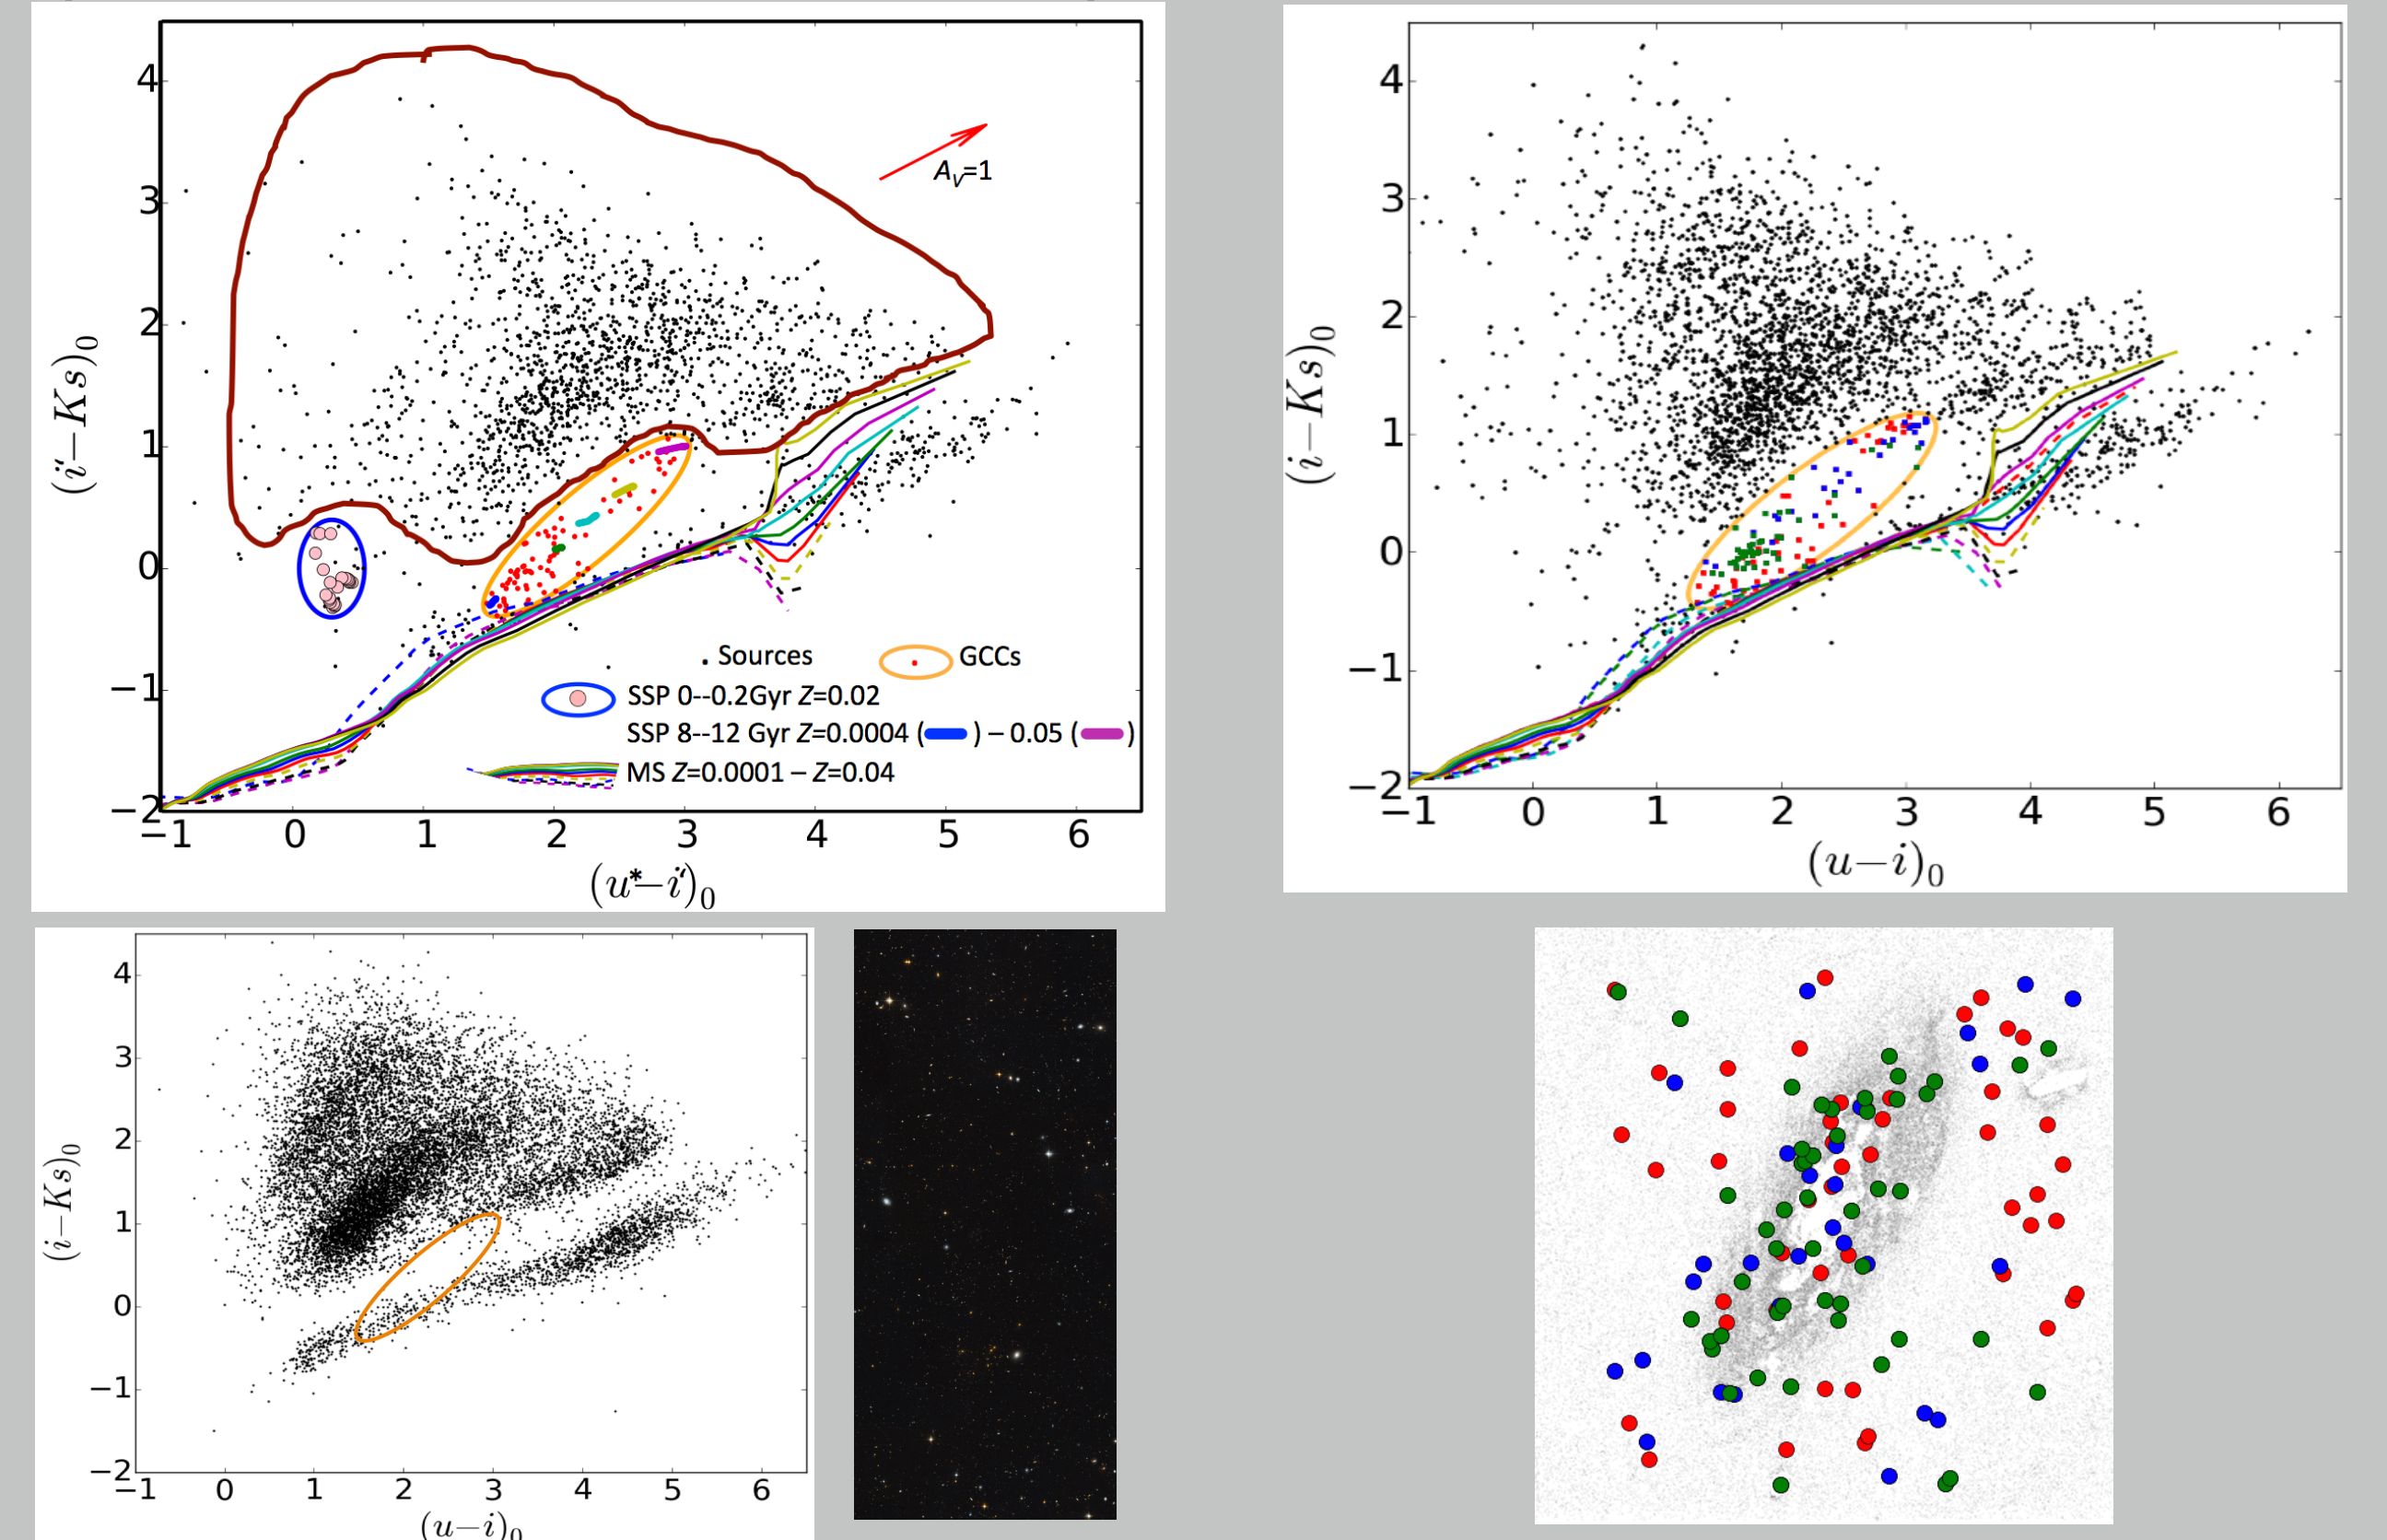 4
3
2
1
0
−1
−2
(i'−Ks)₀
A_V=1
. Sources
GCCs
SSP 0--0.2Gyr Z=0.02
SSP 8--12 Gyr Z=0.0004 ( ) – 0.05 ( )
MS Z=0.0001 – Z=0.04
−1 0 1 2 3 4 5 6
(u*−i')₀
4
3
2
1
0
−1
−2
(i−Ks)₀
−1 0 1 2 3 4 5 6
(u−i)₀
4
3
2
1
0
−1
−2
(i−Ks)₀
−1 0 1 2 3 4 5 6
(u−i)₀